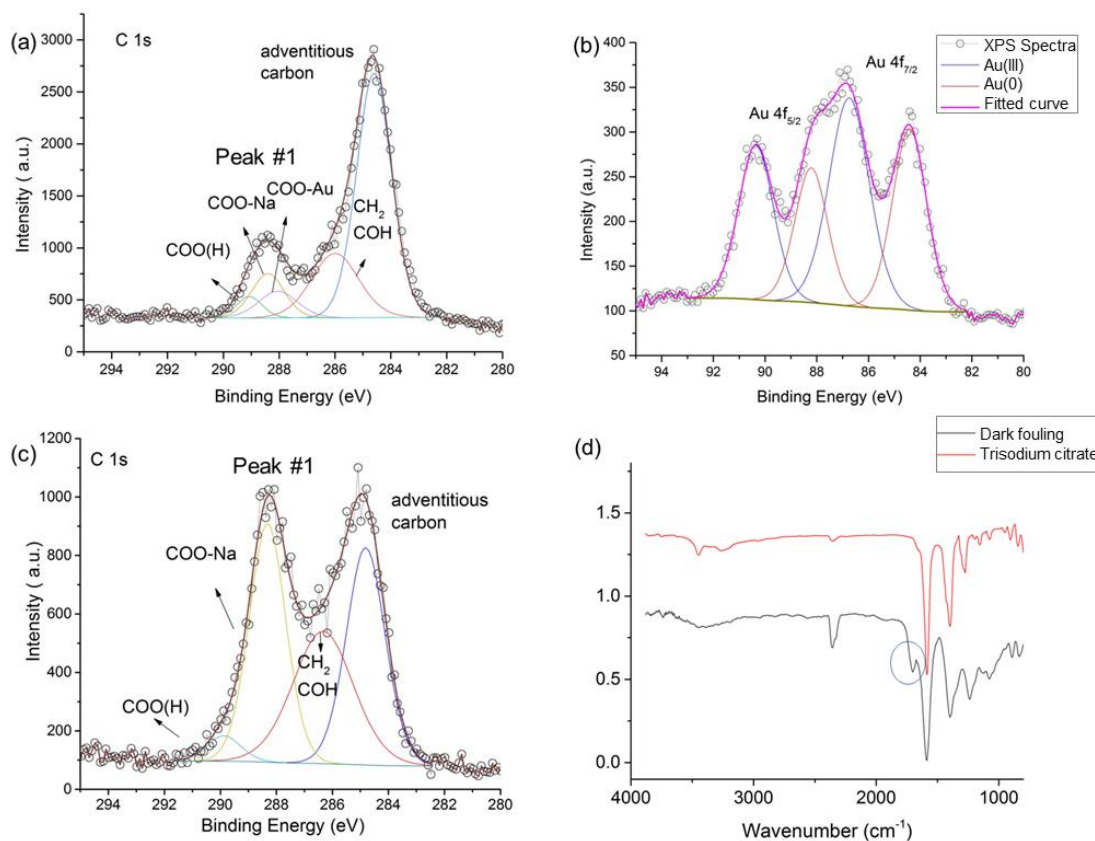 (a)
C 1s
adventitious
carbon
Peak #1
COO-Au
COO-Na
COO(H)
CH2
COH
Intensity ( a.u.)
3000
2500
2000
1500
1000
500
0
294 292 290 288 286 284 282 280
Binding Energy (eV)
(b)
XPS Spectra
Au(III)
Au(0)
Fitted curve
Au 4f7/2
Au 4f5/2
Intensity (a.u.)
400
350
300
250
200
150
100
50
94 92 90 88 86 84 82 80
Binding Energy (eV)
(c)
C 1s
Peak #1
adventitious
carbon
COO-Na
CH2
COH
COO(H)
Intensity ( a.u.)
1200
1000
800
600
400
200
0
294 292 290 288 286 284 282 280
Binding Energy (eV)
(d)
Dark fouling
Trisodium citrate
1.5
1.0
0.5
0.0
4000 3000 2000 1000
Wavenumber (cm-1)